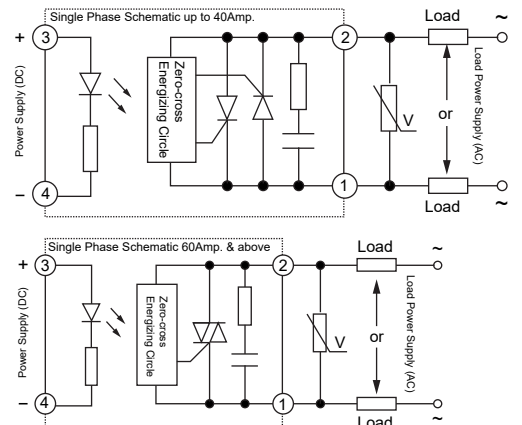 Single Phase Schematic up to 40Amp.
Load
~
+
3
2
Power Supply (DC)
Zero-cross
Energizing Circle
V
or
Load Power Supply (AC)
−
4
1
Load
~
Single Phase Schematic 60Amp. & above
Load
~
+
3
2
Power Supply (DC)
Zero-cross
Energizing Circle
V
or
Load Power Supply (AC)
−
4
1
Load
~